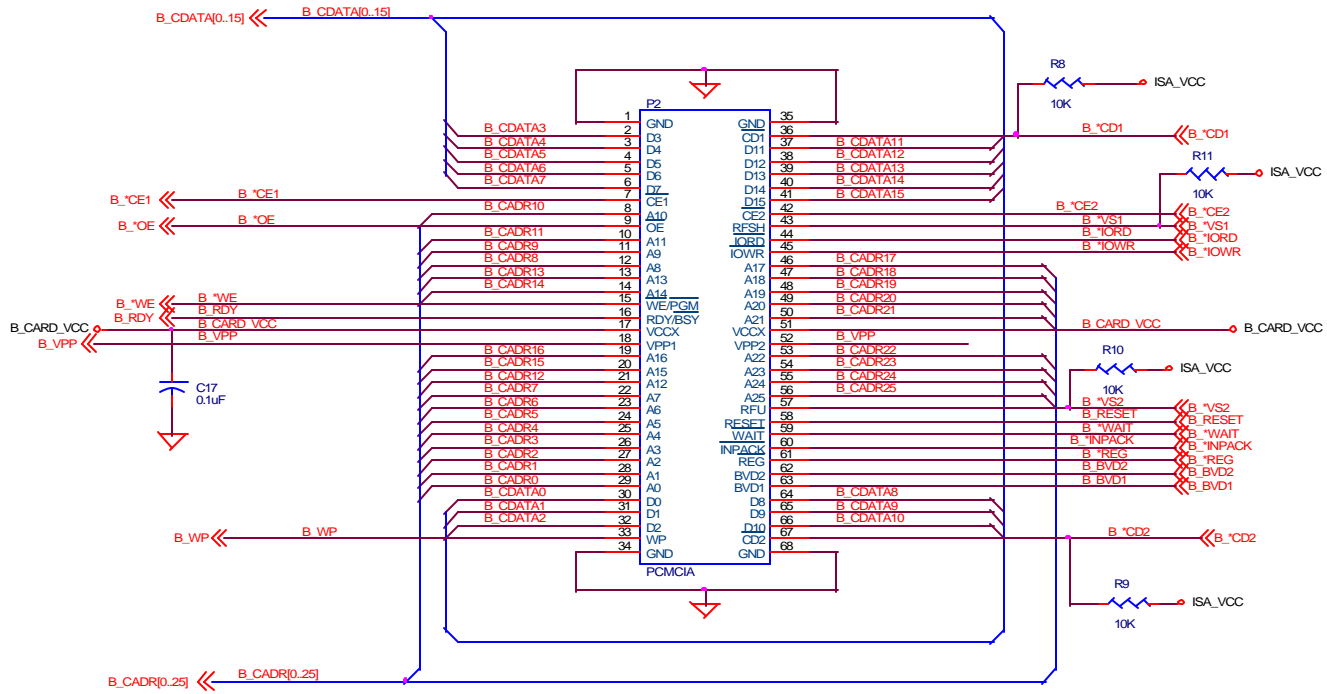 B_CDATA[0..15] B_CDATA[0..15]
R8
ISA_VCC
10K
P2
1 GND GND 35
B_CDATA3 2 D3 CD1 36 B_*CD1 B_*CD1
B_CDATA4 3 D4 D11 37 B_CDATA11
B_CDATA5 4 D5 D12 38 B_CDATA12
R11
B_CDATA6 5 D6 D13 39 B_CDATA13
ISA_VCC
B_CDATA7 6 D7 D14 40 B_CDATA14
10K
B_*CE1 B_*CE1 7 CE1 D15 41 B_CDATA15
B_CADR10 8 A10 CE2 42 B_*CE2 B_*CE2
B_*OE B_*OE 9 OE RFSH 43 B_*VS1 B_*VS1
B_CADR11 10 A11 IORD 44 B_*IORD B_*IORD
B_CADR9 11 A9 IOWR 45 B_*IOWR B_*IOWR
B_CADR8 12 A8 A17 46 B_CADR17
B_CADR13 13 A13 A18 47 B_CADR18
B_CADR14 14 A14 A19 48 B_CADR19
B_*WE B_*WE 15 WE/PGM A20 49 B_CADR20
B_RDY B_RDY 16 RDY/BSY A21 50 B_CADR21
B_CARD_VCC B_CARD_VCC 17 VCCX VCCX 51 B_CARD_VCC B_CARD_VCC
B_VPP B_VPP 18 VPP1 VPP2 52 B_VPP
B_CADR16 19 A16 A22 53 B_CADR22
R10
B_CADR15 20 A15 A23 54 B_CADR23
ISA_VCC
B_CADR12 21 A12 A24 55 B_CADR24
C17
0.1uF
B_CADR7 22 A7 A25 56 B_CADR25
10K
B_CADR6 23 A6 RFU 57 B_*VS2 B_*VS2
B_CADR5 24 A5 RESET 58 B_RESET B_RESET
B_CADR4 25 A4 WAIT 59 B_*WAIT B_*WAIT
B_CADR3 26 A3 INPACK 60 B_*INPACK B_*INPACK
B_CADR2 27 A2 REG 61 B_*REG B_*REG
B_CADR1 28 A1 BVD2 62 B_BVD2 B_BVD2
B_CADR0 29 A0 BVD1 63 B_BVD1 B_BVD1
B_CDATA0 30 D0 D8 64 B_CDATA8
B_CDATA1 31 D1 D9 65 B_CDATA9
B_CDATA2 32 D2 D10 66 B_CDATA10
B_WP B_WP 33 WP CD2 67 B_*CD2 B_*CD2
34 GND GND 68
PCMCIA
R9
ISA_VCC
10K
B_CADR[0..25] B_CADR[0..25]